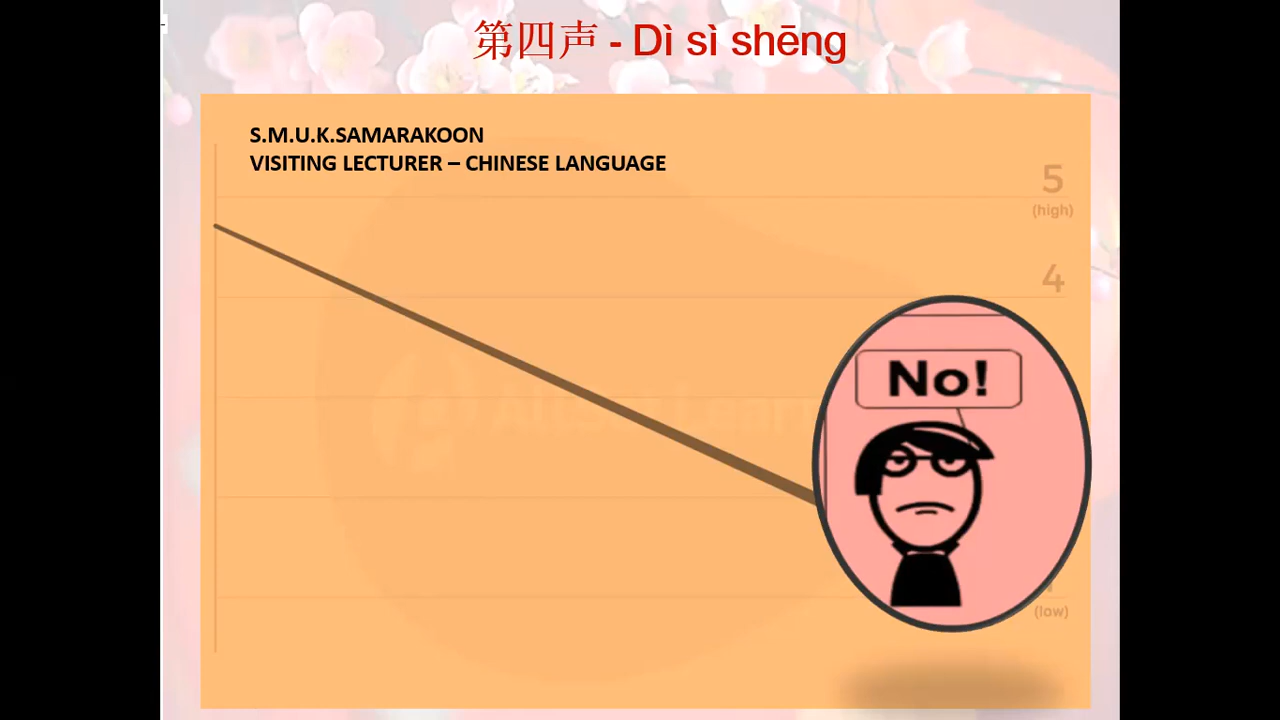 第四声 - Dì sì shēng
S.M.U.K.SAMARAKOON
VISITING LECTURER – CHINESE LANGUAGE
5
(high)
4
No!
(low)